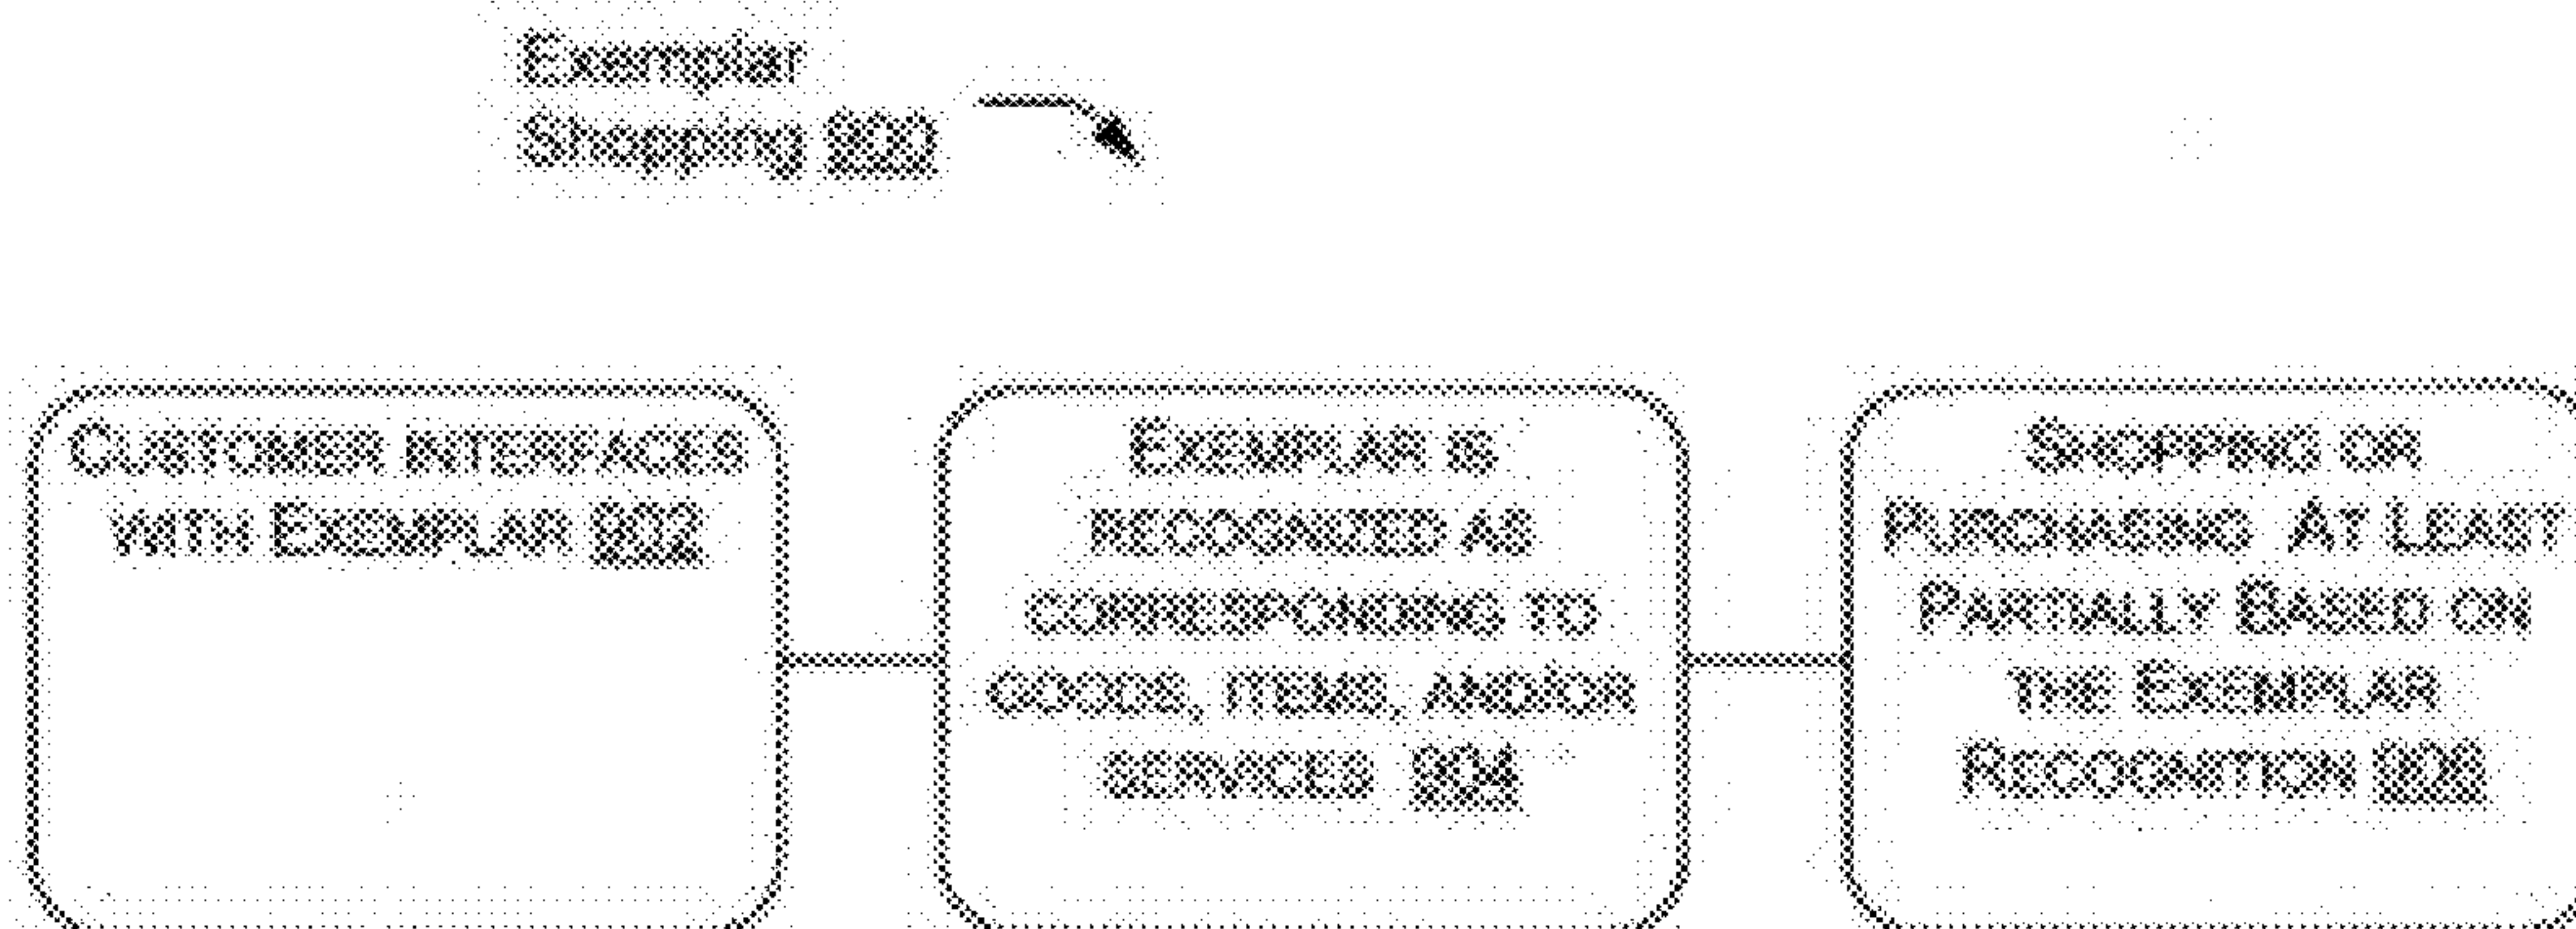 Exemplar
Shopping 800
CUSTOMER INTERFACES
WITH EXEMPLAR 802
EXEMPLAR IS
RECOGNIZED AS
CORRESPONDING TO
GOODS, ITEMS, AND/OR
SERVICES 804
SHOPPING OR
PURCHASING AT LEAST
PARTIALLY BASED ON
THE EXEMPLAR
RECOGNITION